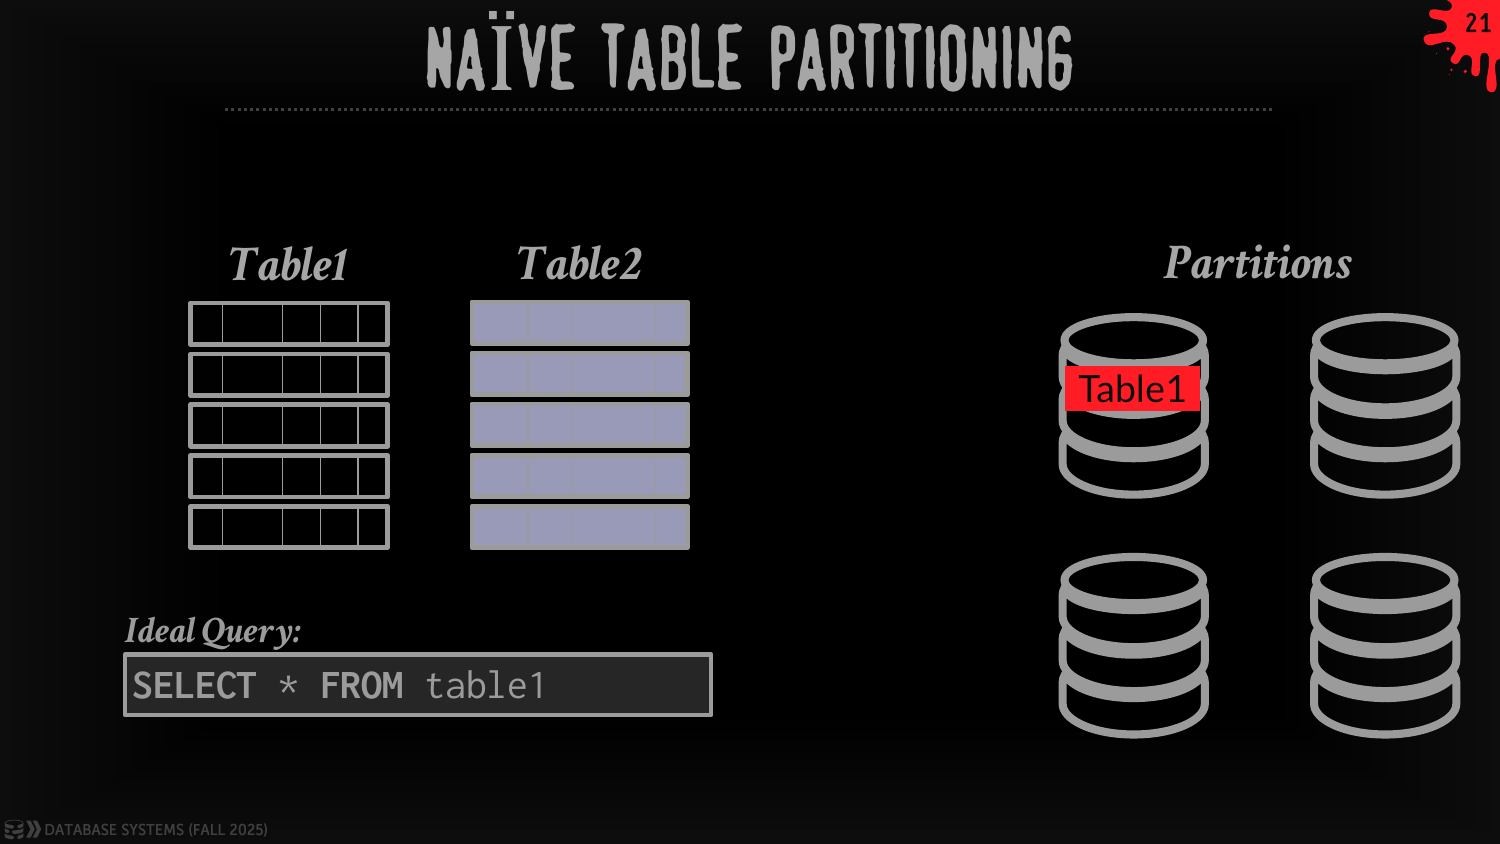 NAÏVE TABLE PARTITIONING
21
Table1
Table2
Partitions
Table1
Ideal Query:
SELECT * FROM table1
DATABASE SYSTEMS (FALL 2025)